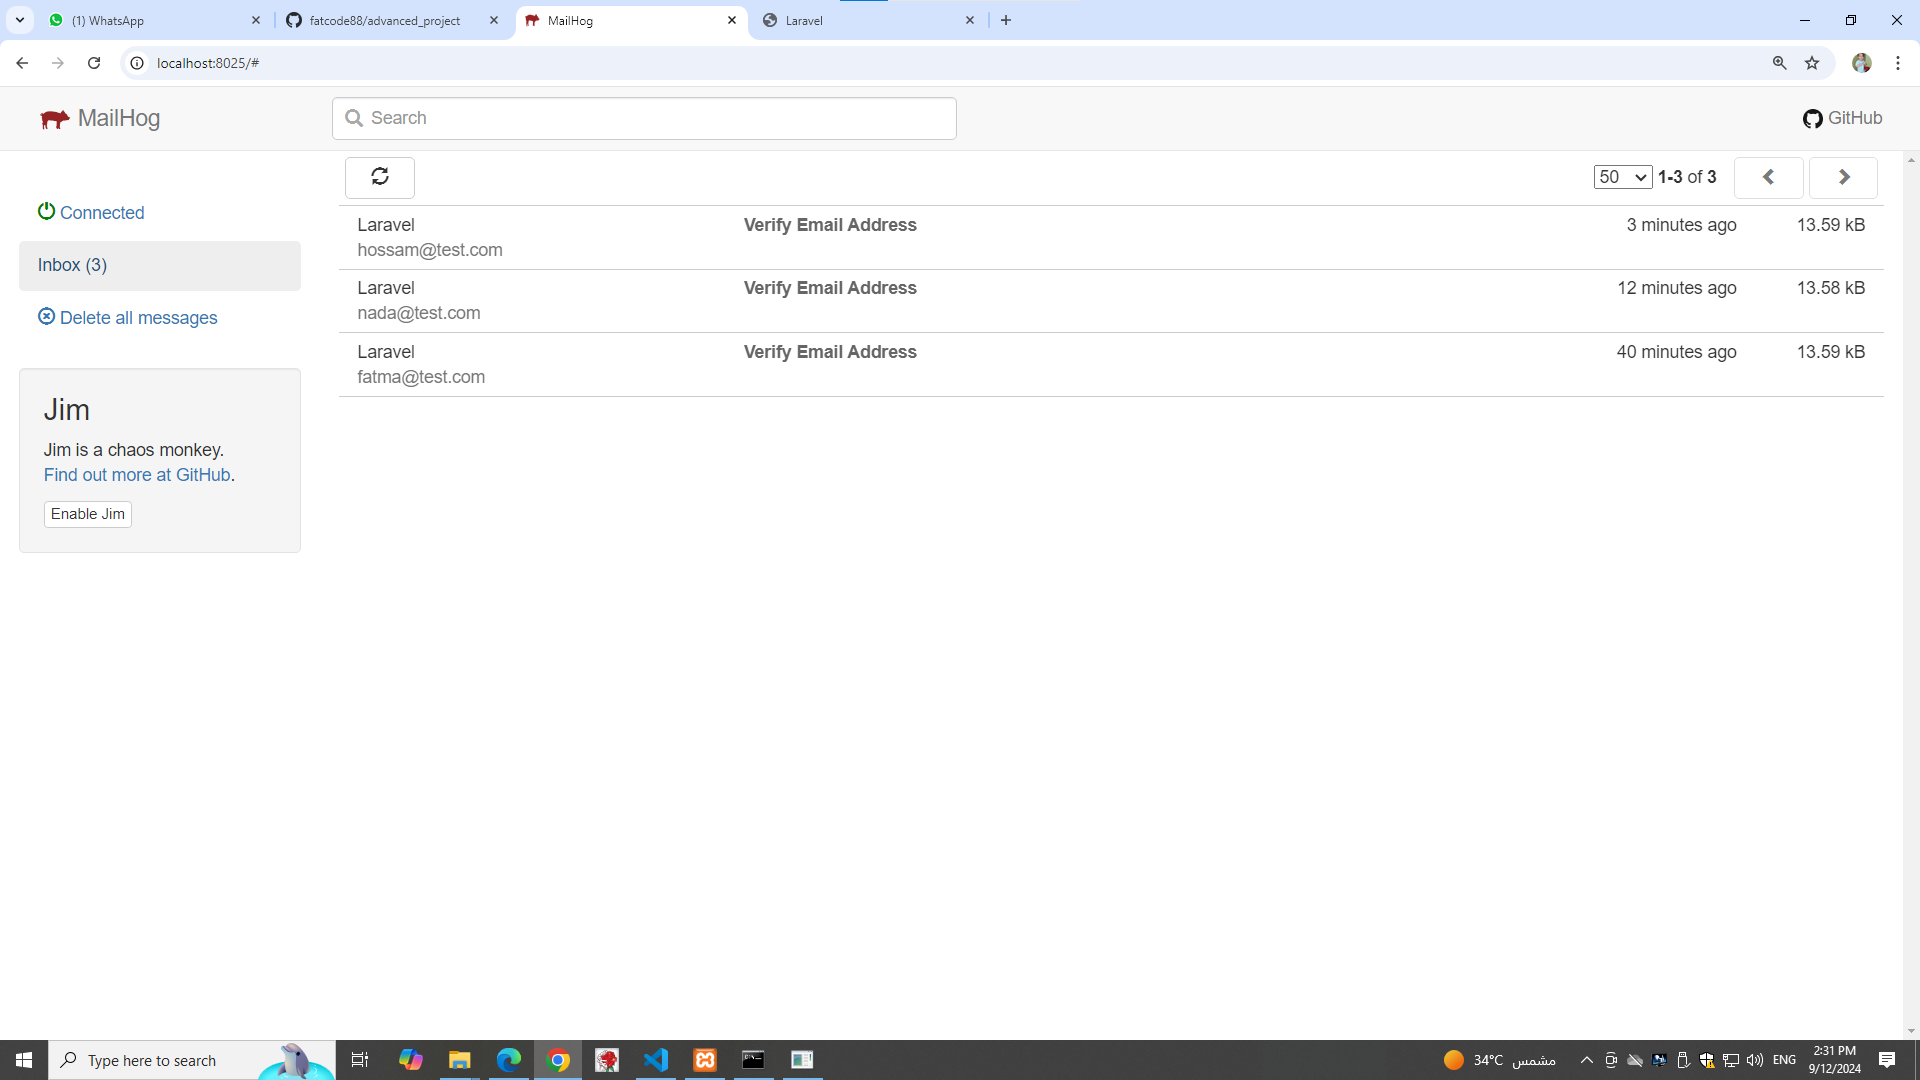 (1) WhatsApp
fatcode88/advanced_project
MailHog
Laravel
localhost:8025/#
MailHog
Search
GitHub
50
1-3 of 3
Connected
Inbox (3)
Delete all messages
Laravel
hossam@test.com
Verify Email Address
3 minutes ago
13.59 kB
Laravel
nada@test.com
Verify Email Address
12 minutes ago
13.58 kB
Laravel
fatma@test.com
Verify Email Address
40 minutes ago
13.59 kB
Jim
Jim is a chaos monkey.
Find out more at GitHub.
Enable Jim
Type here to search
34°C مشمس
ENG
2:31 PM
9/12/2024